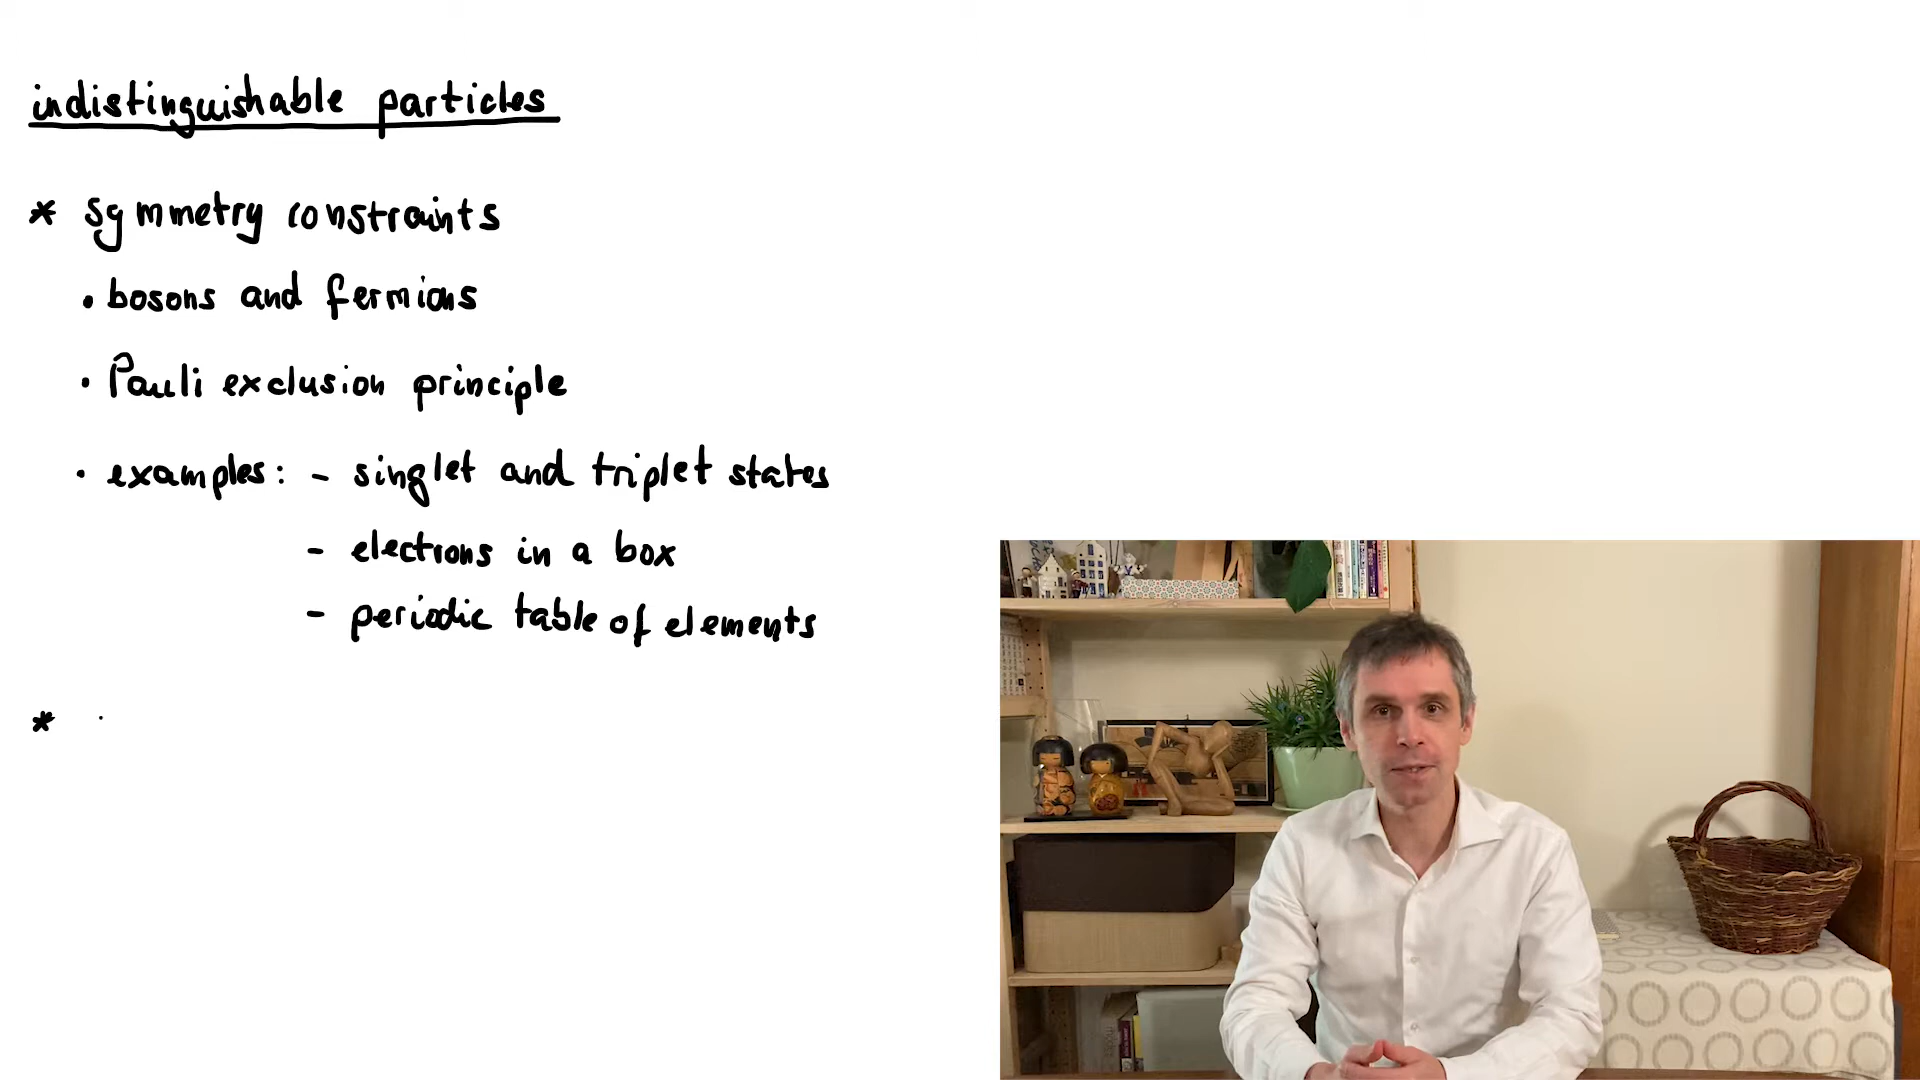 indistinguishable particles
* symmetry constraints
• bosons and fermions
• Pauli exclusion principle
• examples: - singlet and triplet states
- electrons in a box
- periodic table of elements
*